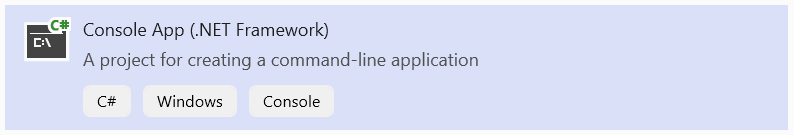 C#
C:\
Console App (.NET Framework)
A project for creating a command-line application
C# Windows Console